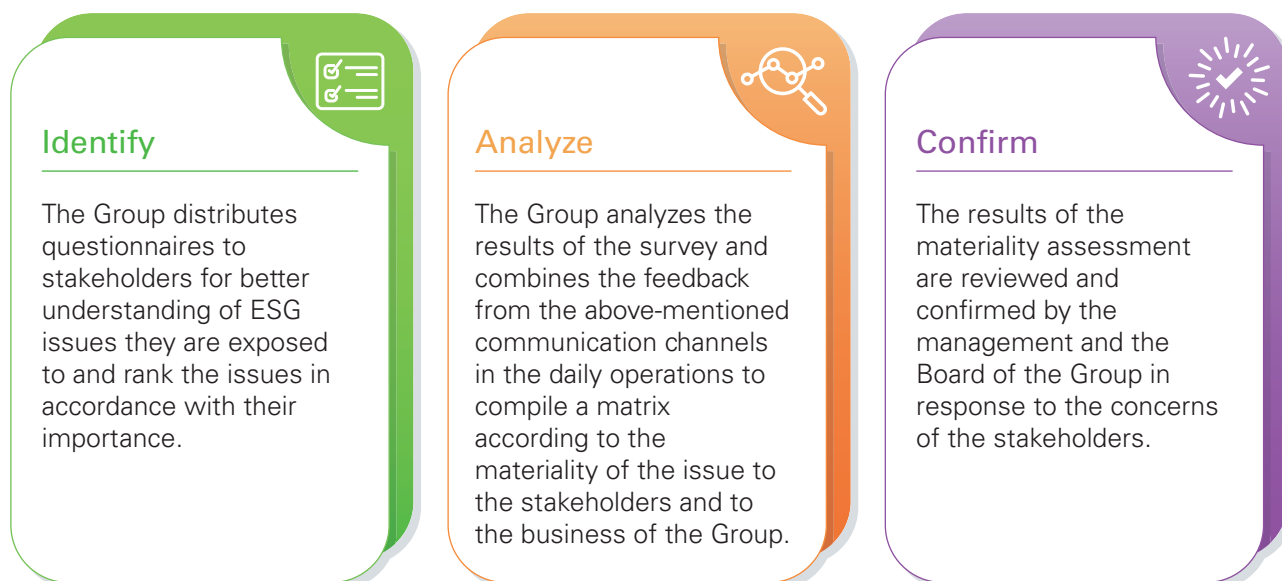 Identify
The Group distributes
questionnaires to
stakeholders for better
understanding of ESG
issues they are exposed
to and rank the issues in
accordance with their
importance.
Analyze
The Group analyzes the
results of the survey and
combines the feedback
from the above-mentioned
communication channels
in the daily operations to
compile a matrix
according to the
materiality of the issue to
the stakeholders and to
the business of the Group.
Confirm
The results of the
materiality assessment
are reviewed and
confirmed by the
management and the
Board of the Group in
response to the concerns
of the stakeholders.